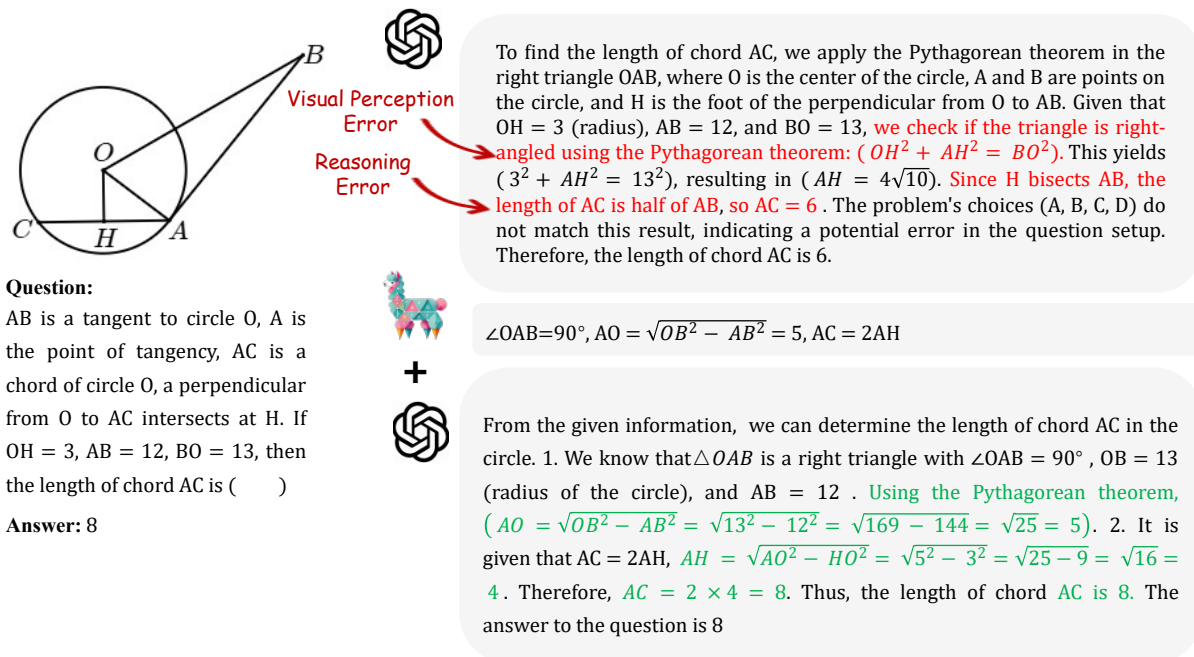 B
O
C
H
A
Question:
AB is a tangent to circle O, A is
the point of tangency, AC is a
chord of circle O, a perpendicular
from O to AC intersects at H. If
OH = 3, AB = 12, BO = 13, then
the length of chord AC is (      )
Answer: 8
Visual Perception
Error
Reasoning
Error
To find the length of chord AC, we apply the Pythagorean theorem in the
right triangle OAB, where O is the center of the circle, A and B are points on
the circle, and H is the foot of the perpendicular from O to AB. Given that
OH = 3 (radius), AB = 12, and BO = 13, we check if the triangle is right-
angled using the Pythagorean theorem: ( OH² + AH² = BO²). This yields
( 3² + AH² = 13²), resulting in ( AH = 4√10). Since H bisects AB, the
length of AC is half of AB, so AC = 6 . The problem's choices (A, B, C, D) do
not match this result, indicating a potential error in the question setup.
Therefore, the length of chord AC is 6.
+
∠OAB=90°, AO = √OB² − AB² = 5, AC = 2AH
From the given information, we can determine the length of chord AC in the
circle. 1. We know that △OAB is a right triangle with ∠OAB = 90° , OB = 13
(radius of the circle), and AB = 12 . Using the Pythagorean theorem,
( AO = √OB² − AB² = √13² − 12² = √169 − 144 = √25 = 5). 2. It is
given that AC = 2AH, AH = √AO² − HO² = √5² − 3² = √25 − 9 = √16 =
4 . Therefore, AC = 2 × 4 = 8. Thus, the length of chord AC is 8. The
answer to the question is 8